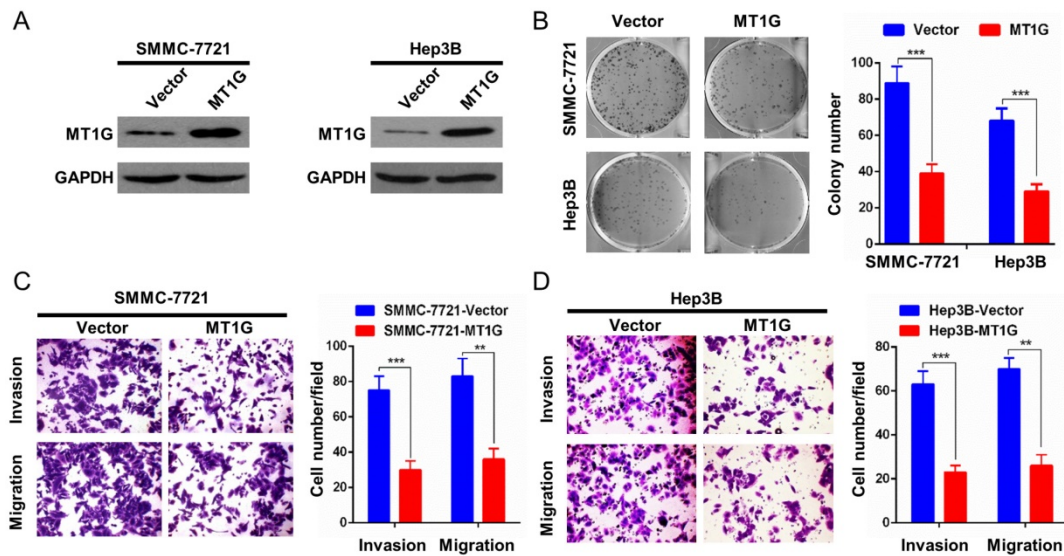 A
SMMC-7721
Vector
MT1G
MT1G
GAPDH
Hep3B
Vector
MT1G
MT1G
GAPDH
B
Vector
MT1G
SMMC-7721
Hep3B
Vector
MT1G
Colony number
100
80
60
40
20
0
***
***
SMMC-7721
Hep3B
C
SMMC-7721
Vector
MT1G
Invasion
Migration
SMMC-7721-Vector
SMMC-7721-MT1G
Cell number/field
100
80
60
40
20
0
***
**
Invasion
Migration
D
Hep3B
Vector
MT1G
Invasion
Migration
Hep3B-Vector
Hep3B-MT1G
Cell number/field
80
60
40
20
0
***
**
Invasion
Migration